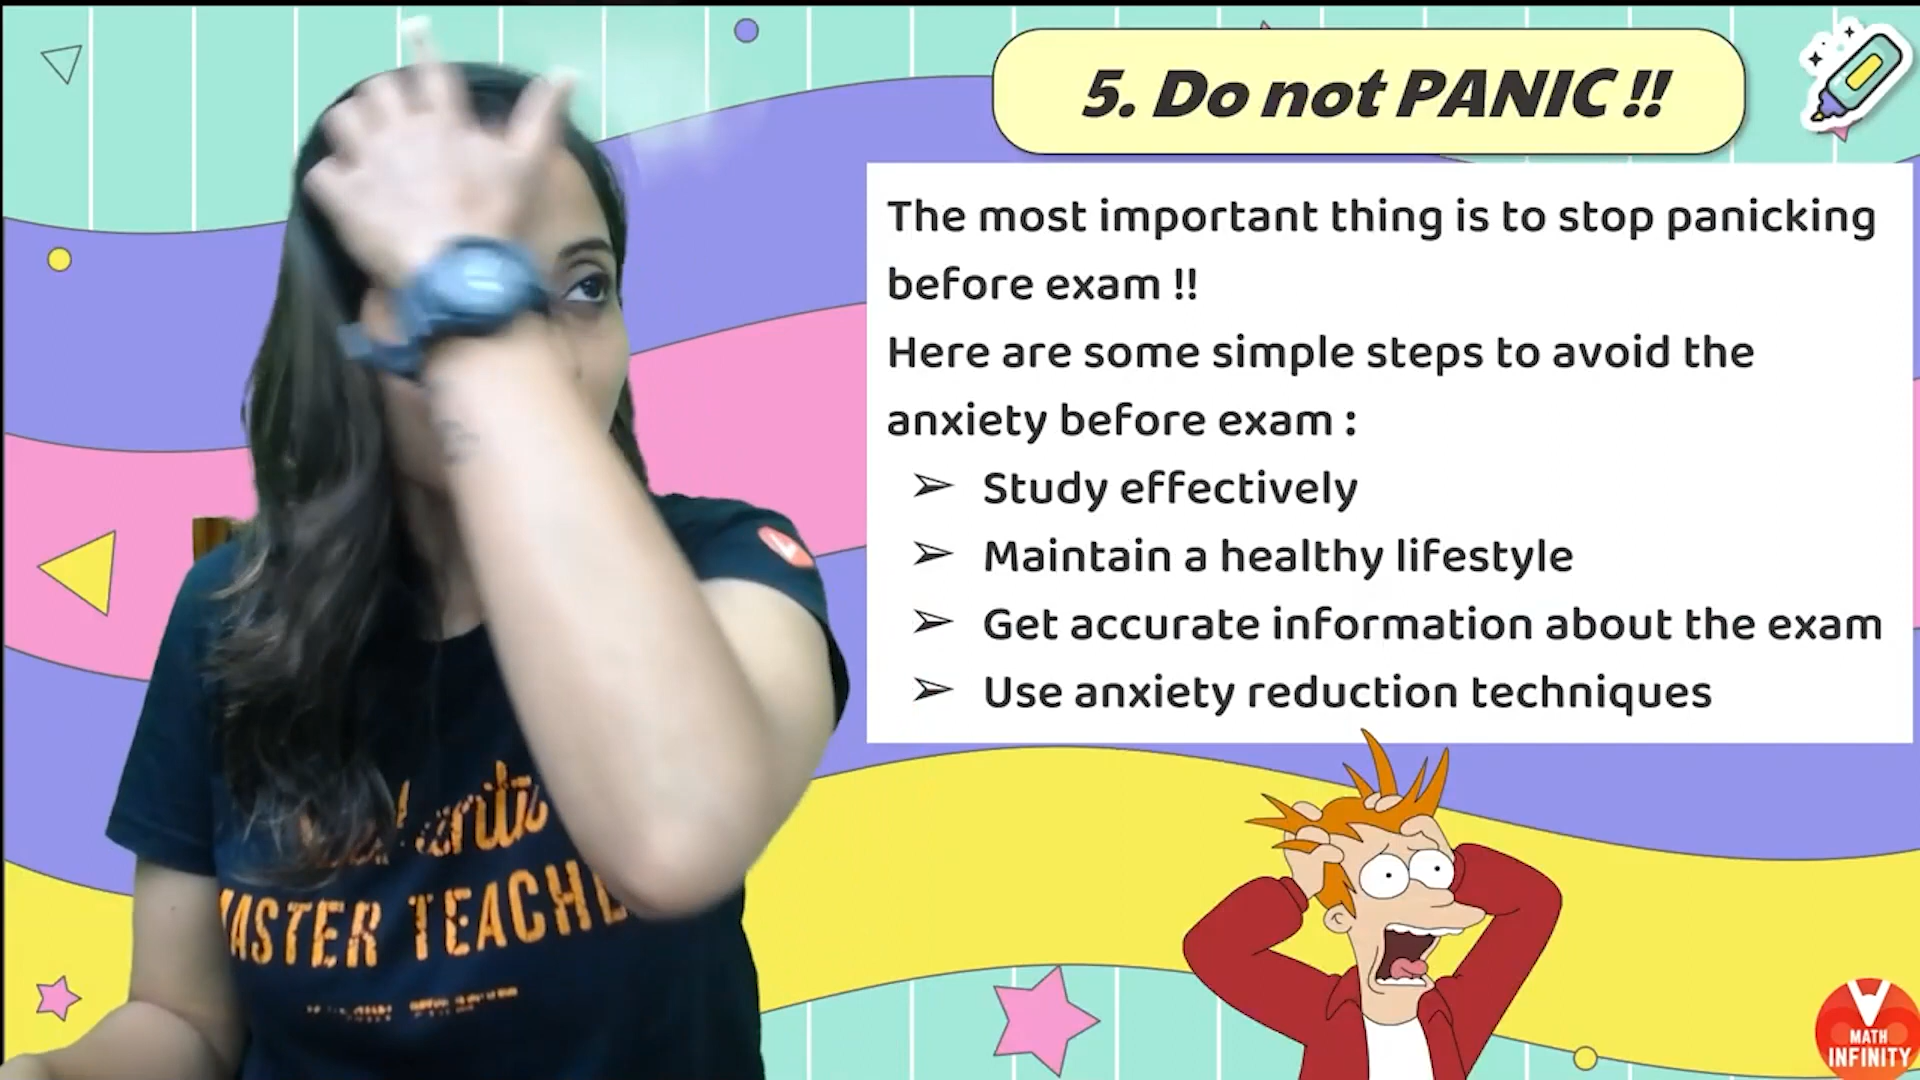 5. Do not PANIC !!
The most important thing is to stop panicking
before exam !!
Here are some simple steps to avoid the
anxiety before exam :
➢ Study effectively
➢ Maintain a healthy lifestyle
➢ Get accurate information about the exam
➢ Use anxiety reduction techniques
MASTER TEACHE
MATH
INFINITY